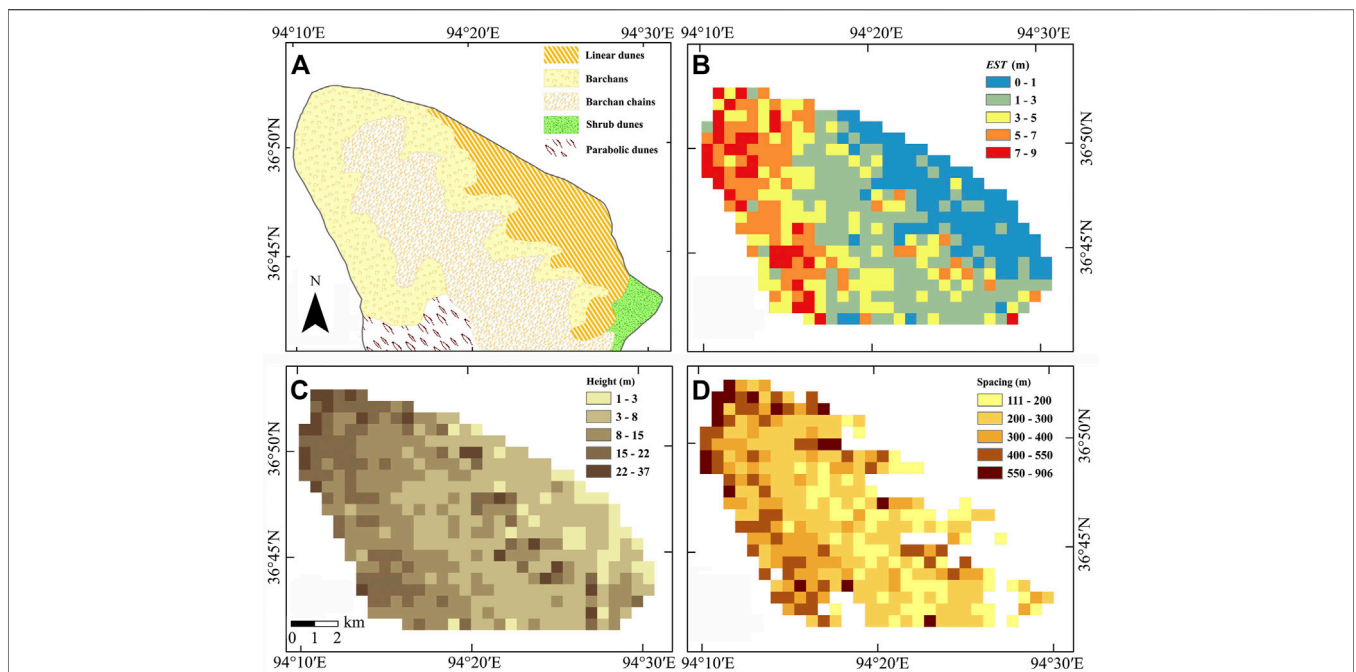 94°10′E 94°20′E 94°30′E 94°10′E 94°20′E 94°30′E
A
Linear dunes
Barchans
Barchan chains
Shrub dunes
Parabolic dunes
36°50′N
36°45′N
N
B
EST (m)
0 - 1
1 - 3
3 - 5
5 - 7
7 - 9
36°50′N
36°45′N
C
Height (m)
1 - 3
3 - 8
8 - 15
15 - 22
22 - 37
36°50′N
36°45′N
0 1 2 km
D
Spacing (m)
111 - 200
200 - 300
300 - 400
400 - 550
550 - 906
36°50′N
36°45′N
94°10′E 94°20′E 94°30′E 94°10′E 94°20′E 94°30′E